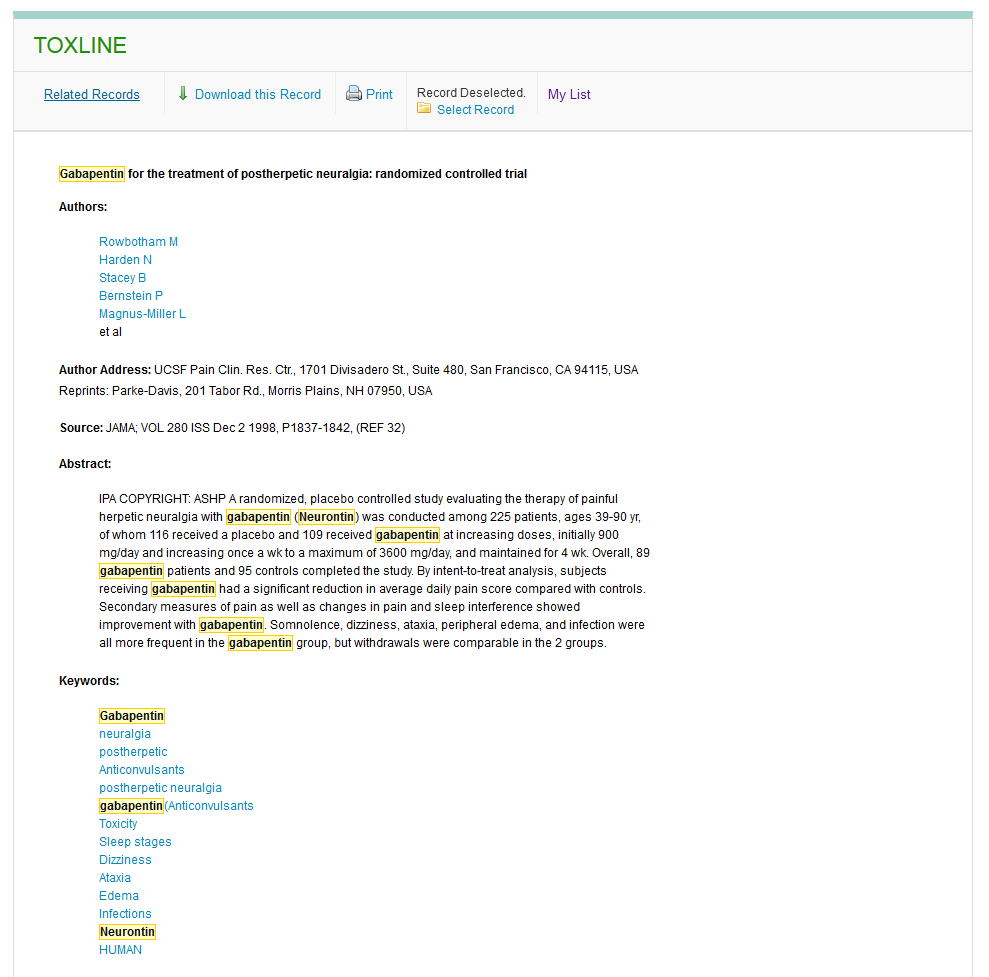 TOXLINE
Related Records
Download this Record
Print
Record Deselected.
Select Record
My List
Gabapentin for the treatment of postherpetic neuralgia: randomized controlled trial
Authors:
Rowbotham M
Harden N
Stacey B
Bernstein P
Magnus-Miller L
et al
Author Address: UCSF Pain Clin. Res. Ctr., 1701 Divisadero St., Suite 480, San Francisco, CA 94115, USA
Reprints: Parke-Davis, 201 Tabor Rd., Morris Plains, NH 07950, USA
Source: JAMA; VOL 280 ISS Dec 2 1998, P1837-1842, (REF 32)
Abstract:
IPA COPYRIGHT: ASHP A randomized, placebo controlled study evaluating the therapy of painful
herpetic neuralgia with gabapentin (Neurontin) was conducted among 225 patients, ages 39-90 yr,
of whom 116 received a placebo and 109 received gabapentin at increasing doses, initially 900
mg/day and increasing once a wk to a maximum of 3600 mg/day, and maintained for 4 wk. Overall, 89
gabapentin patients and 95 controls completed the study. By intent-to-treat analysis, subjects
receiving gabapentin had a significant reduction in average daily pain score compared with controls.
Secondary measures of pain as well as changes in pain and sleep interference showed
improvement with gabapentin. Somnolence, dizziness, ataxia, peripheral edema, and infection were
all more frequent in the gabapentin group, but withdrawals were comparable in the 2 groups.
Keywords:
Gabapentin
neuralgia
postherpetic
Anticonvulsants
postherpetic neuralgia
gabapentin(Anticonvulsants
Toxicity
Sleep stages
Dizziness
Ataxia
Edema
Infections
Neurontin
HUMAN